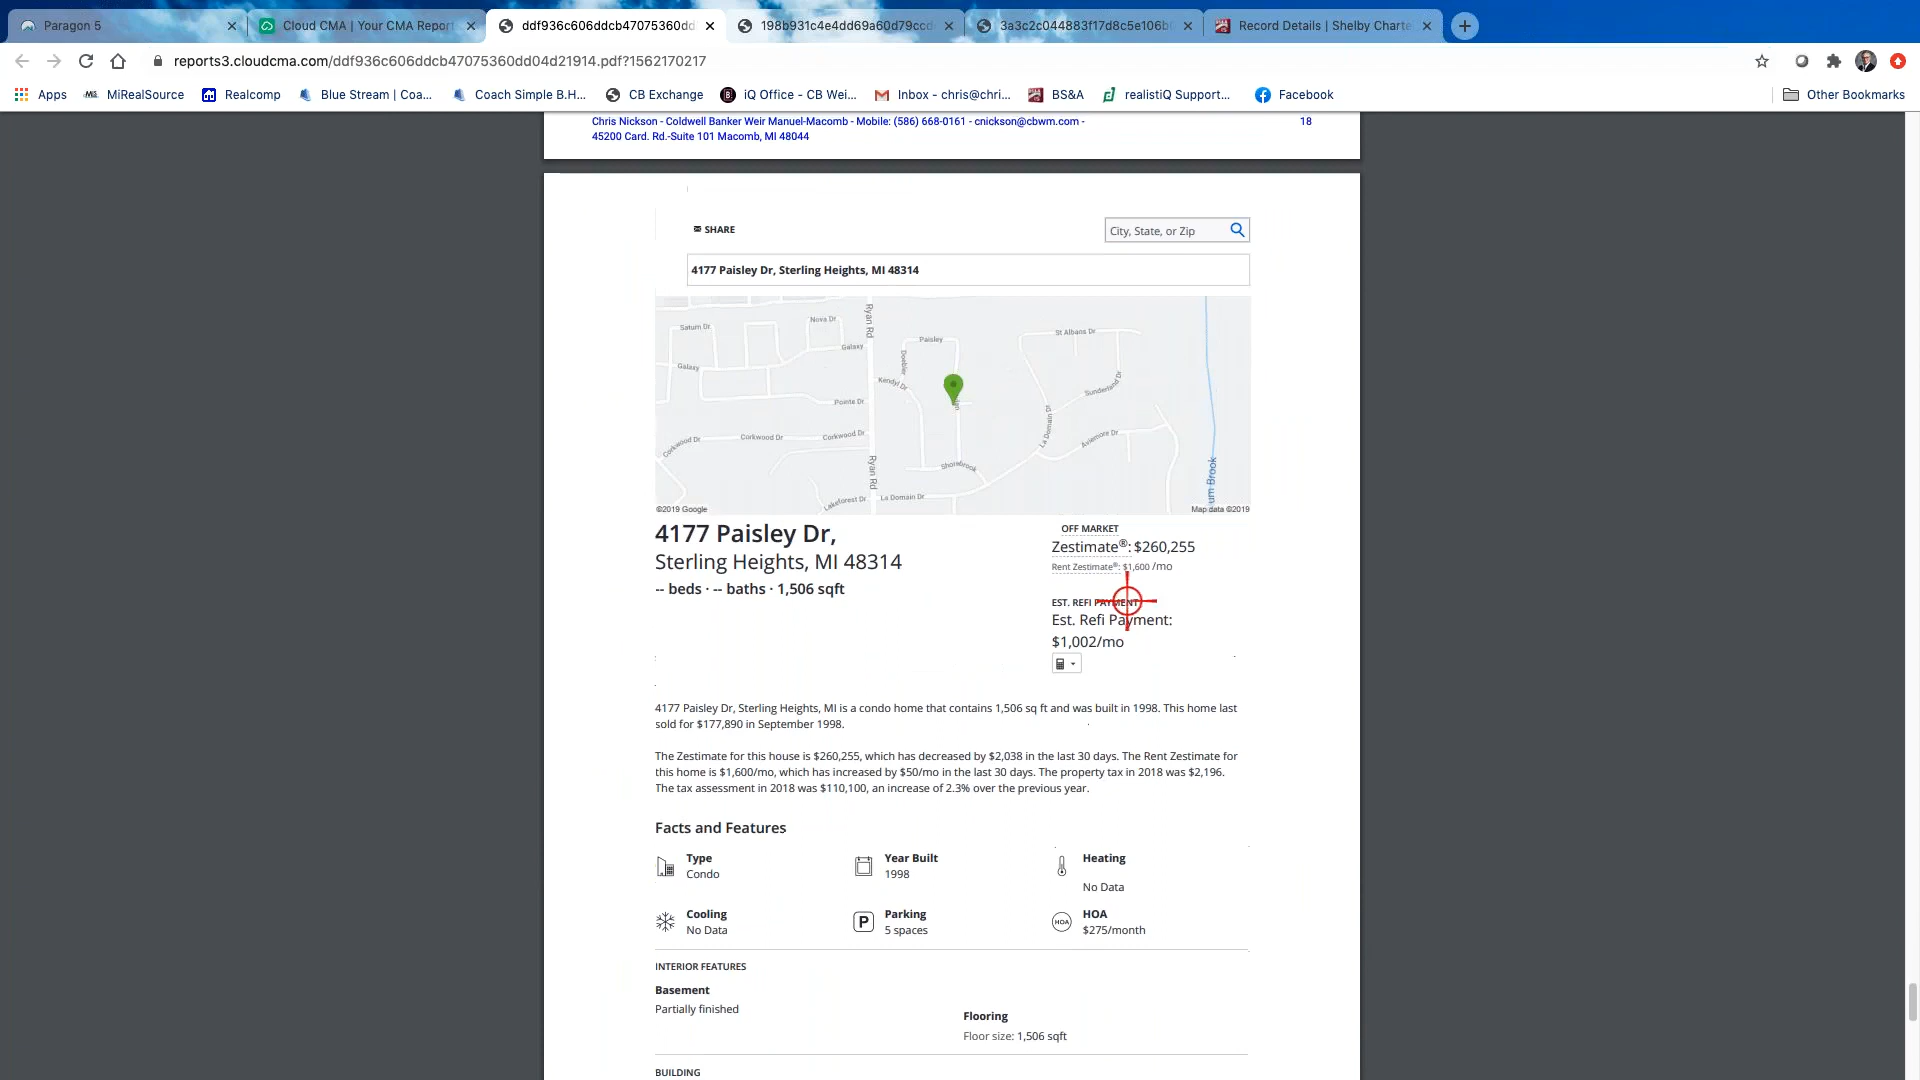 Paragon 5
Cloud CMA | Your CMA Report
ddf936c606ddcb47075360dd
198b931c4e4dd69a60d79ccd
3a3c2c044883f17d8c5e106b
Record Details | Shelby Charte
reports3.cloudcma.com/ddf936c606ddcb47075360dd04d21914.pdf?1562170217
Apps
MiRealSource
Realcomp
Blue Stream | Coa...
Coach Simple B.H...
CB Exchange
iQ Office - CB Wei...
Inbox - chris@chri...
BS&A
realistiQ Support...
Facebook
Other Bookmarks
Chris Nickson - Coldwell Banker Weir Manuel-Macomb - Mobile: (586) 668-0161 - cnickson@cbwm.com -
18
45200 Card. Rd.-Suite 101 Macomb, MI 48044
SHARE
City, State, or Zip
4177 Paisley Dr, Sterling Heights, MI 48314
Saturn Dr
Nova Dr
Ryan Rd
Paisley
St Albans Dr
Galaxy
Galaxy
Doebler
Kendyl Dr
Sunderland Dr
Pointe Dr
La Domain Dr
Corkwood Dr
Corkwood Dr
Corkwood Dr
Aviemore Dr
Ryan Rd
Shorebrook
um Brook
Lakeforest Dr
La Domain Dr
©2019 Google
Map data ©2019
4177 Paisley Dr,
Sterling Heights, MI 48314
-- beds · -- baths · 1,506 sqft
OFF MARKET
Zestimate®: $260,255
Rent Zestimate®: $1,600 /mo
EST. REFI PAYMENT
Est. Refi Payment:
$1,002/mo
4177 Paisley Dr, Sterling Heights, MI is a condo home that contains 1,506 sq ft and was built in 1998. This home last
sold for $177,890 in September 1998.
The Zestimate for this house is $260,255, which has decreased by $2,038 in the last 30 days. The Rent Zestimate for
this home is $1,600/mo, which has increased by $50/mo in the last 30 days. The property tax in 2018 was $2,196.
The tax assessment in 2018 was $110,100, an increase of 2.3% over the previous year.
Facts and Features
Type
Condo
Year Built
1998
Heating
No Data
Cooling
No Data
P
Parking
5 spaces
HOA
HOA
$275/month
INTERIOR FEATURES
Basement
Partially finished
Flooring
Floor size: 1,506 sqft
BUILDING